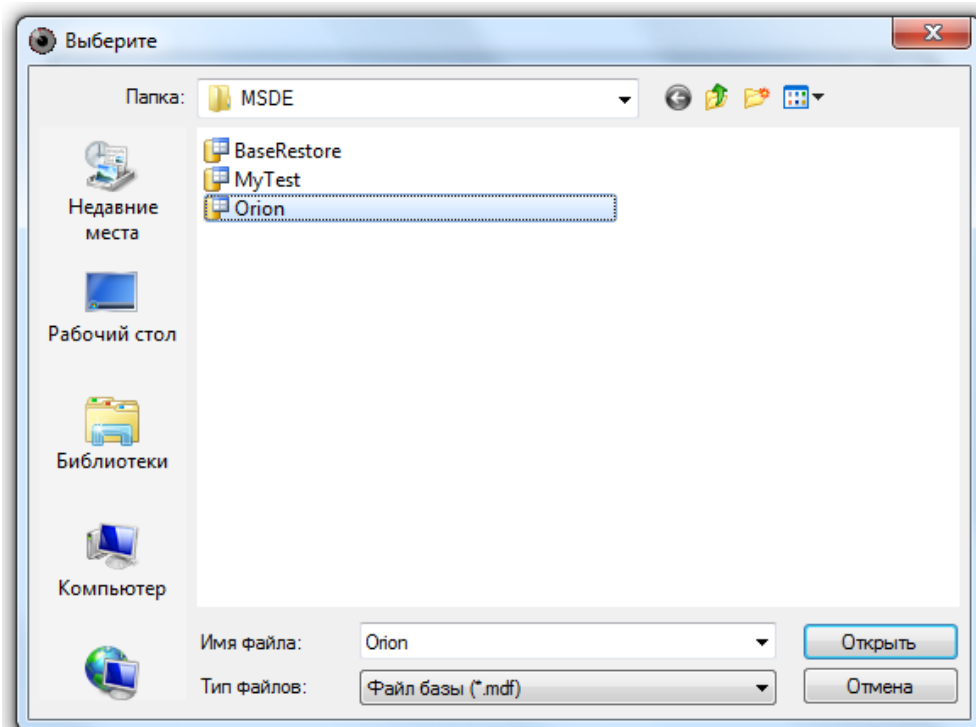 Выберите
Папка: MSDE
BaseRestore
MyTest
Orion
Недавние
места
Рабочий стол
Библиотеки
Компьютер
Имя файла: Orion Открыть
Тип файлов: Файл базы (*.mdf) Отмена